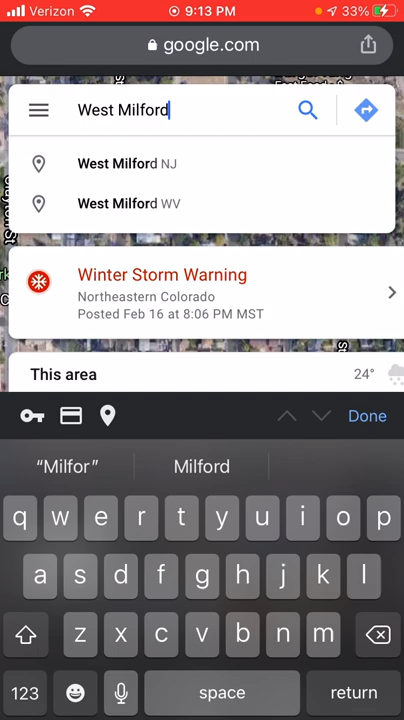 Verizon 9:13 PM 33%
google.com
West Milford
West Milford NJ
West Milford WV
Winter Storm Warning
Northeastern Colorado
Posted Feb 16 at 8:06 PM MST
This area 24°
Done
“Milfor” Milford
q w e r t y u i o p
a s d f g h j k l
z x c v b n m
123 space return